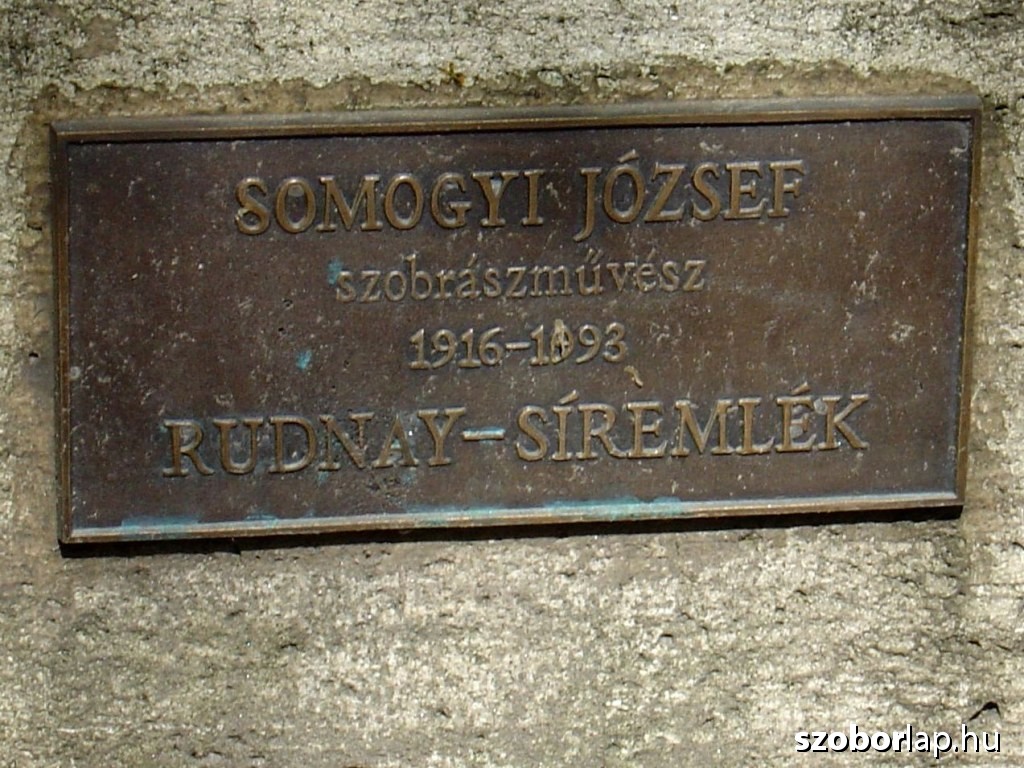 SOMOGYI JÓZSEF
szobrászművész
1916-1993
RUDNAY-SÍREMLÉK
szoborlap.hu